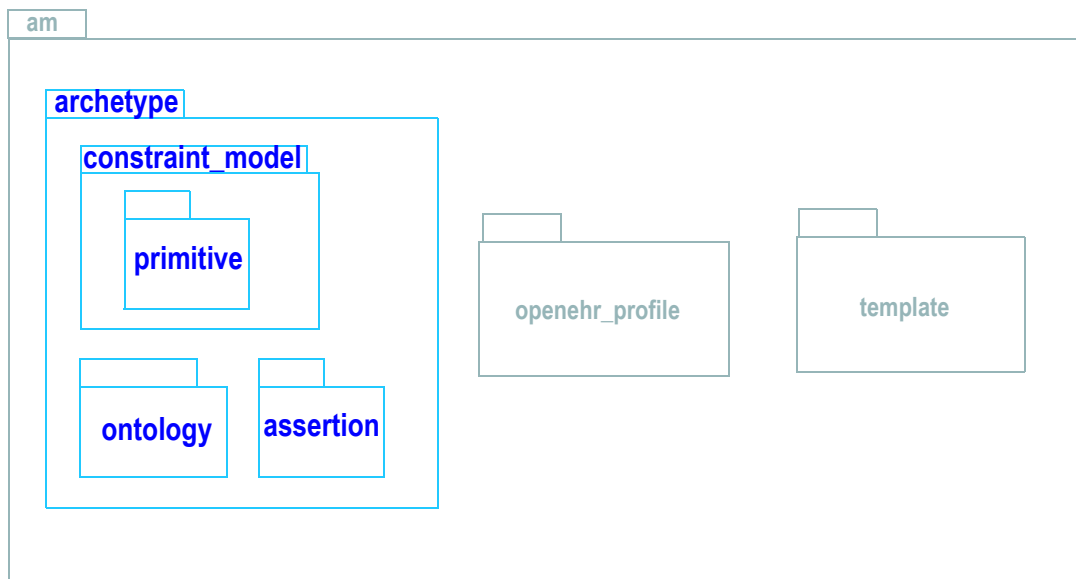 am
archetype
constraint_model
primitive
openehr_profile
template
ontology
assertion